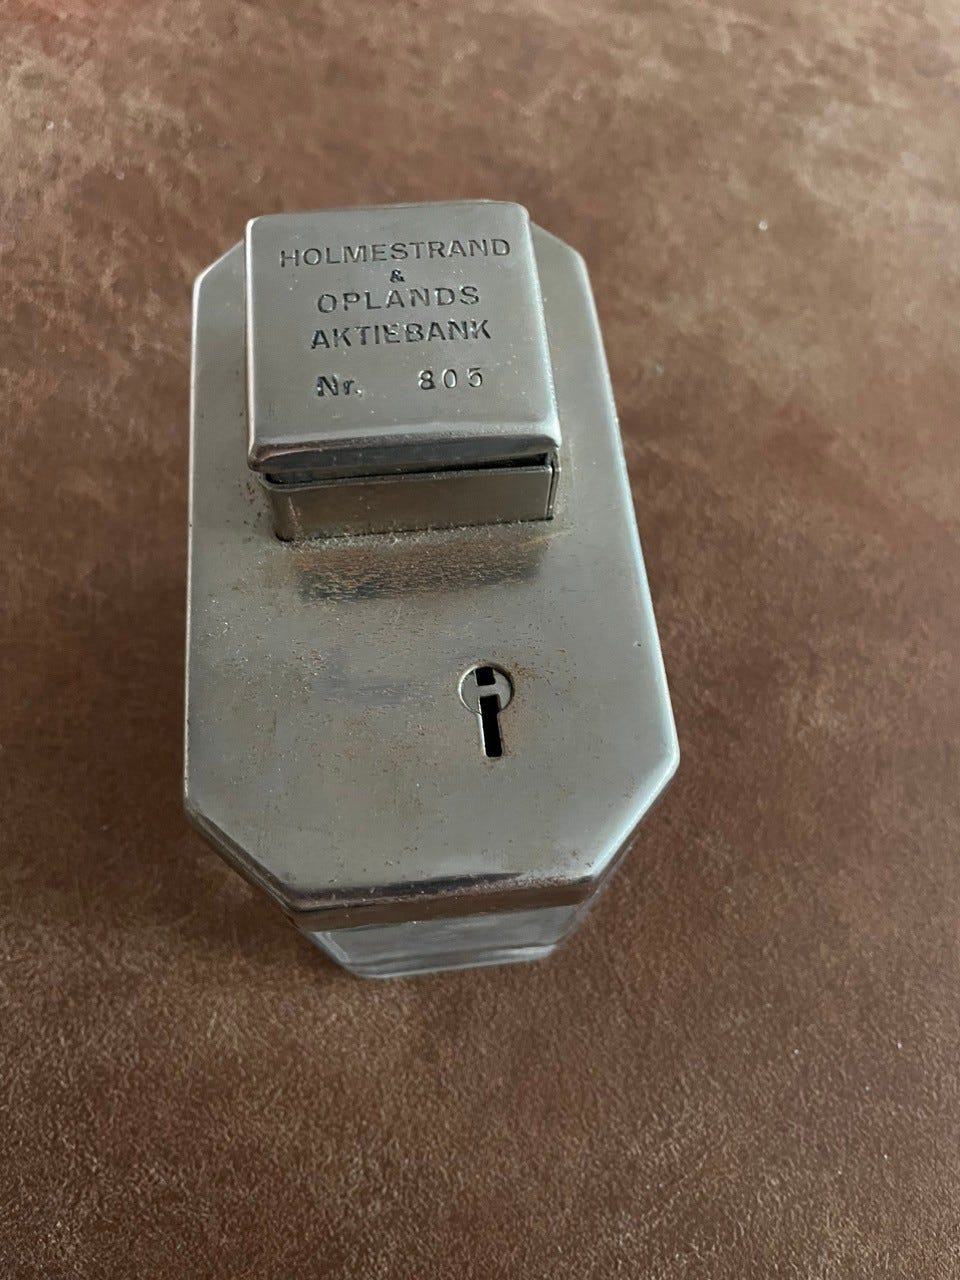 HOLMESTRAND
&
OPLANDS
AKTIEBANK
Nr. 805